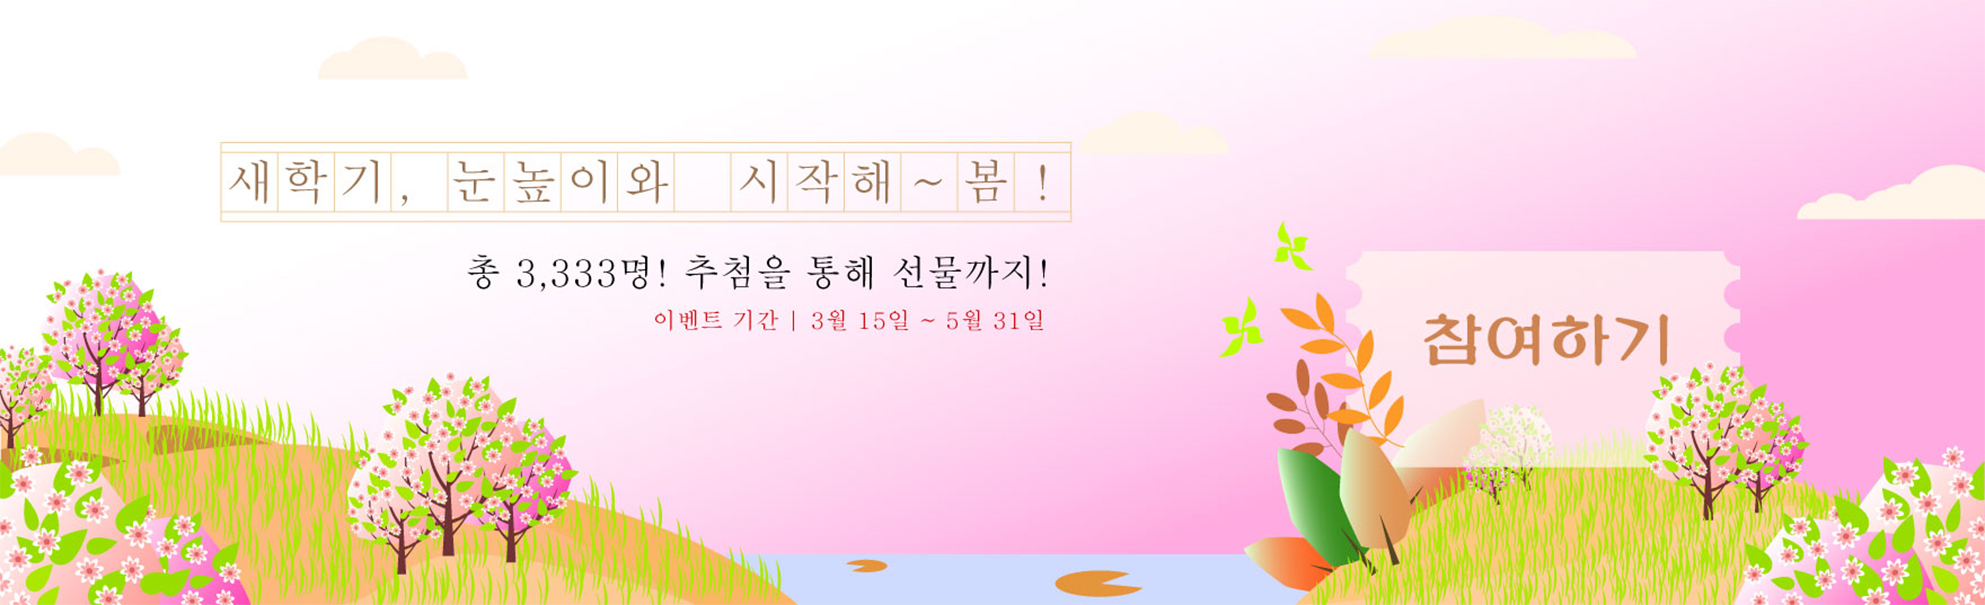 새학기, 눈높이와 시작해~봄!
총 3,333명! 추첨을 통해 선물까지!
이벤트 기간 | 3월 15일 ~ 5월 31일
참여하기